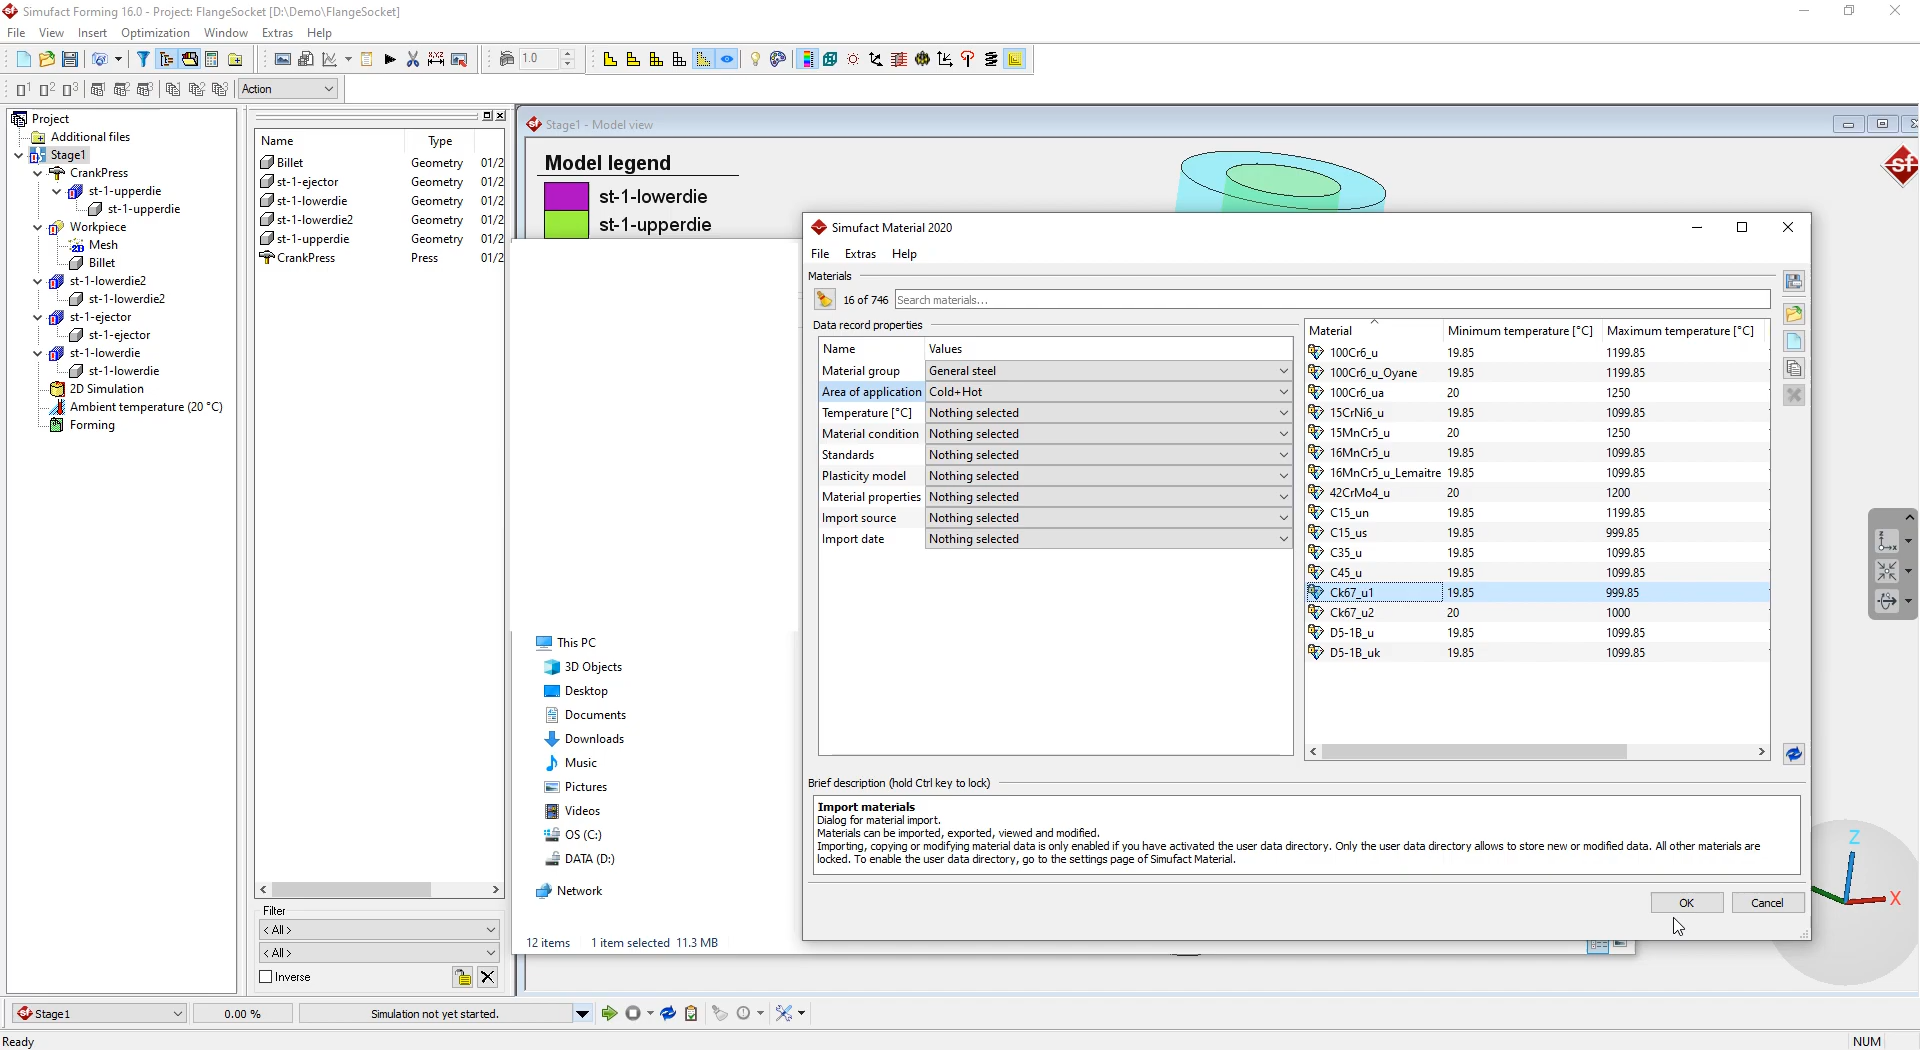 Simufact Forming 16.0 - Project: FlangeSocket [D:\Demo\FlangeSocket]
File View Insert Optimization Window Extras Help
1.0
Action
Project
Additional files
Stage1
CrankPress
st-1-upperdie
st-1-upperdie
Workpiece
Mesh
Billet
st-1-lowerdie2
st-1-lowerdie2
st-1-ejector
st-1-ejector
st-1-lowerdie
st-1-lowerdie
2D Simulation
Ambient temperature (20 °C)
Forming
Name Type
Billet Geometry 01/2
st-1-ejector Geometry 01/2
st-1-lowerdie Geometry 01/2
st-1-lowerdie2 Geometry 01/2
st-1-upperdie Geometry 01/2
CrankPress Press 01/2
Filter
< All >
< All >
Inverse
Stage1 - Model view
Model legend
st-1-lowerdie
st-1-upperdie
This PC
3D Objects
Desktop
Documents
Downloads
Music
Pictures
Videos
OS (C:)
DATA (D:)
Network
12 items 1 item selected 11.3 MB
Simufact Material 2020
File Extras Help
Materials
16 of 746 Search materials...
Data record properties
Name Values
Material group General steel
Area of application Cold+Hot
Temperature [°C] Nothing selected
Material condition Nothing selected
Standards Nothing selected
Plasticity model Nothing selected
Material properties Nothing selected
Import source Nothing selected
Import date Nothing selected
Material Minimum temperature [°C] Maximum temperature [°C]
100Cr6_u 19.85 1199.85
100Cr6_u_Oyane 19.85 1199.85
100Cr6_ua 20 1250
15CrNi6_u 19.85 1099.85
15MnCr5_u 20 1250
16MnCr5_u 19.85 1099.85
16MnCr5_u_Lemaitre 19.85 1099.85
42CrMo4_u 20 1200
C15_un 19.85 1199.85
C15_us 19.85 999.85
C35_u 19.85 1099.85
C45_u 19.85 1099.85
Ck67_u1 19.85 999.85
Ck67_u2 20 1000
D5-1B_u 19.85 1099.85
D5-1B_uk 19.85 1099.85
Brief description (hold Ctrl key to lock)
Import materials
Dialog for material import.
Materials can be imported, exported, viewed and modified.
Importing, copying or modifying material data is only enabled if you have activated the user data directory. Only the user data directory allows to store new or modified data. All other materials are
locked. To enable the user data directory, go to the settings page of Simufact Material.
OK Cancel
Z
X
Stage1 0.00 % Simulation not yet started.
Ready NUM